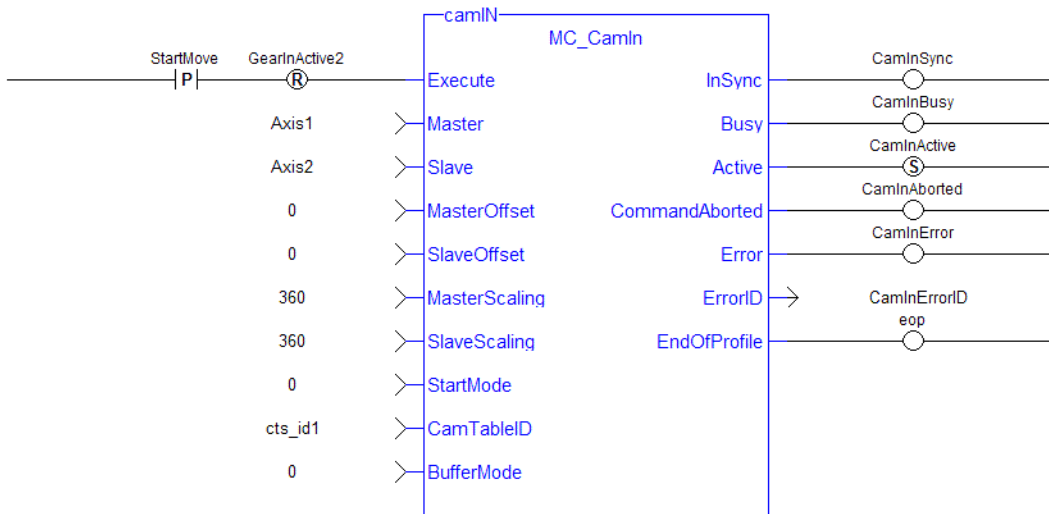 camIN
MC_CamIn
StartMove
GearInActive2
P
R
Execute
InSync
CamInSync
Axis1
Master
Busy
CamInBusy
Axis2
Slave
Active
CamInActive
S
0
MasterOffset
CommandAborted
CamInAborted
0
SlaveOffset
Error
CamInError
360
MasterScaling
ErrorID
CamInErrorID
360
SlaveScaling
EndOfProfile
eop
0
StartMode
cts_id1
CamTableID
0
BufferMode